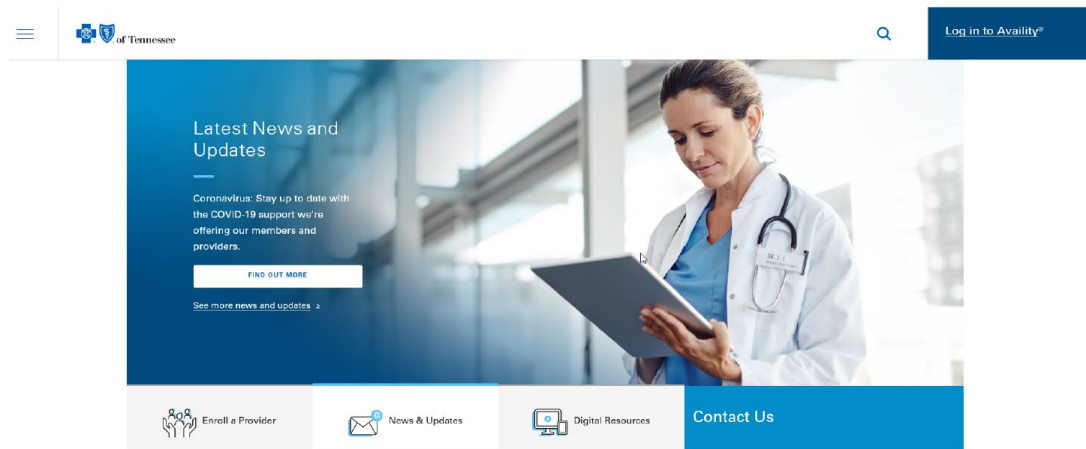 of Tennessee
Log in to Availity®
Latest News and
Updates
Coronavirus: Stay up to date with
the COVID-19 support we're
offering our members and
providers.
FIND OUT MORE
See more news and updates
Enroll a Provider
0
News & Updates
Digital Resources
Contact Us